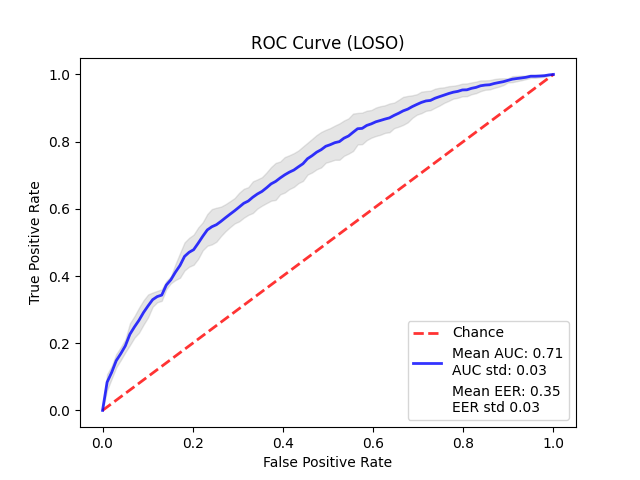 ROC Curve (LOSO)
True Positive Rate
1.0
0.8
0.6
0.4
0.2
0.0
0.0 0.2 0.4 0.6 0.8 1.0
False Positive Rate
Chance
Mean AUC: 0.71
AUC std: 0.03
Mean EER: 0.35
EER std 0.03